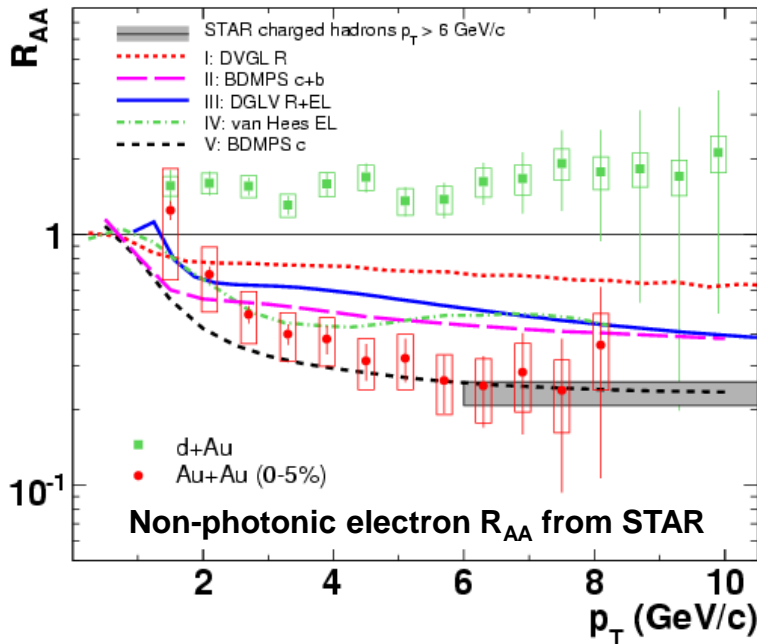 R_AA
STAR charged hadrons p_T > 6 GeV/c
I: DVGL R
II: BDMPS c+b
III: DGLV R+EL
IV: van Hees EL
V: BDMPS c
1
10^-1
d+Au
Au+Au (0-5%)
Non-photonic electron R_AA from STAR
2 4 6 8 10
p_T (GeV/c)